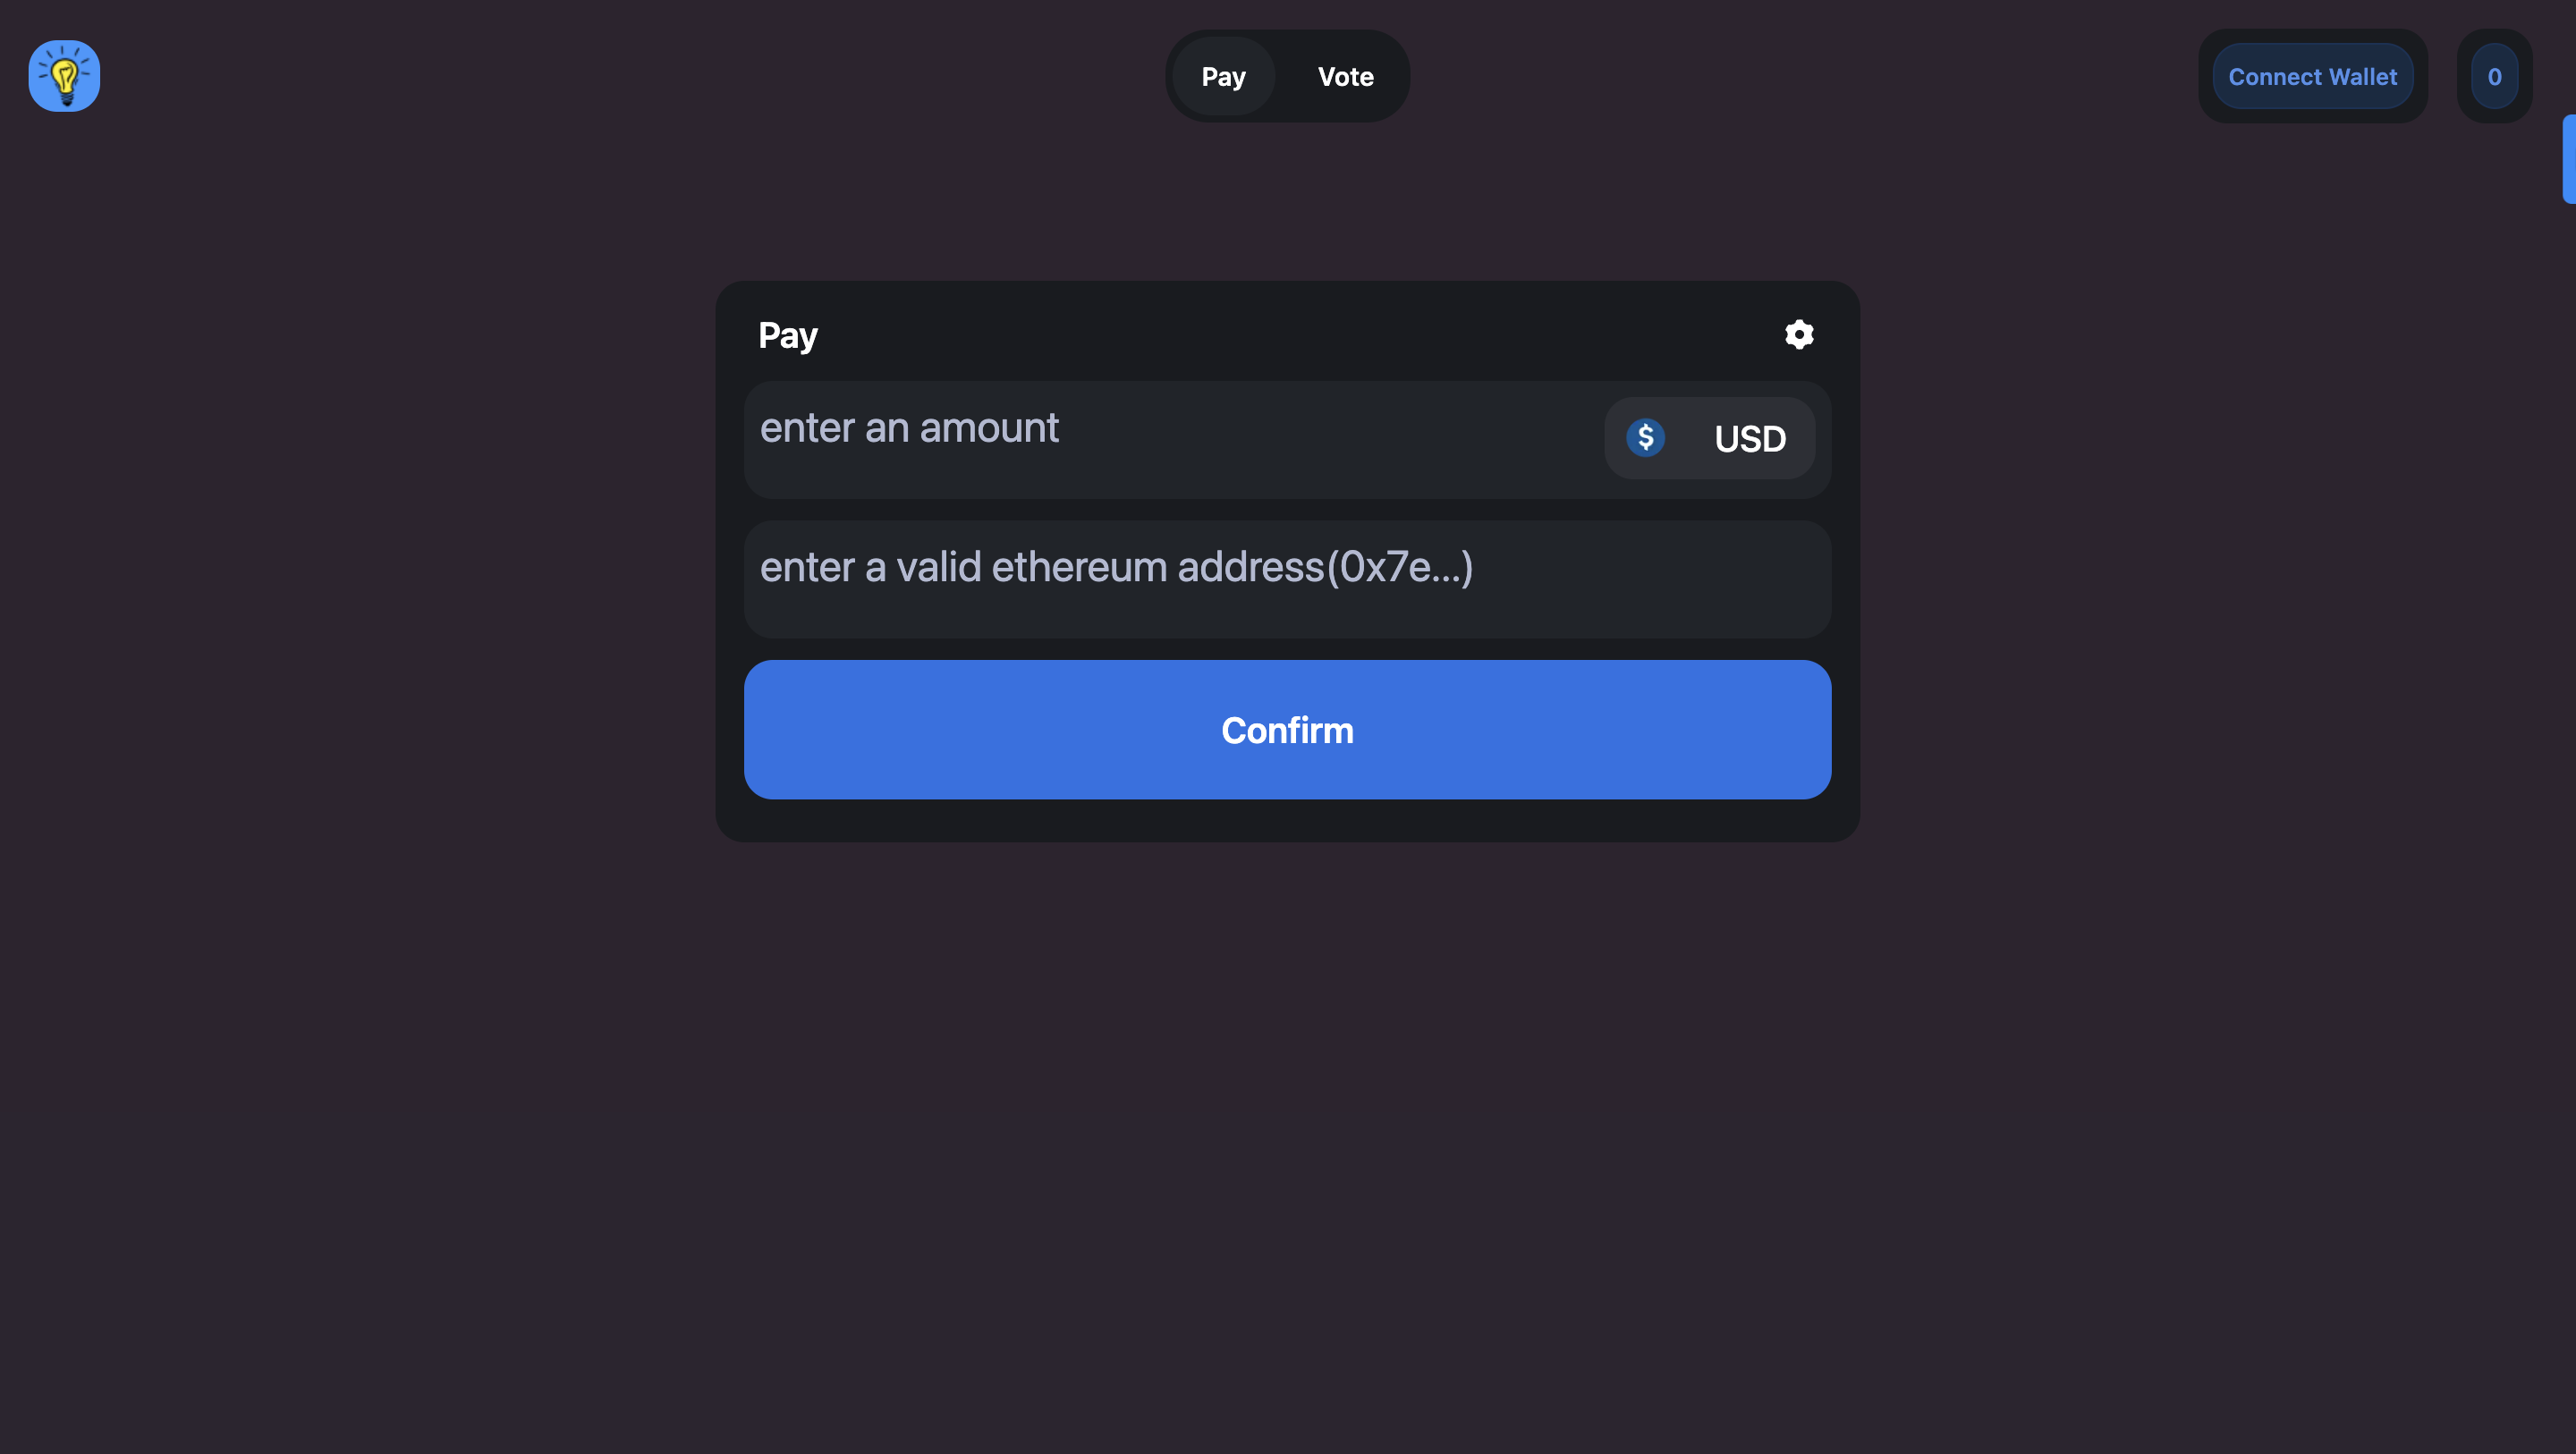 Pay
Vote
Connect Wallet
0
Pay
enter an amount
$
USD
enter a valid ethereum address(0x7e...)
Confirm